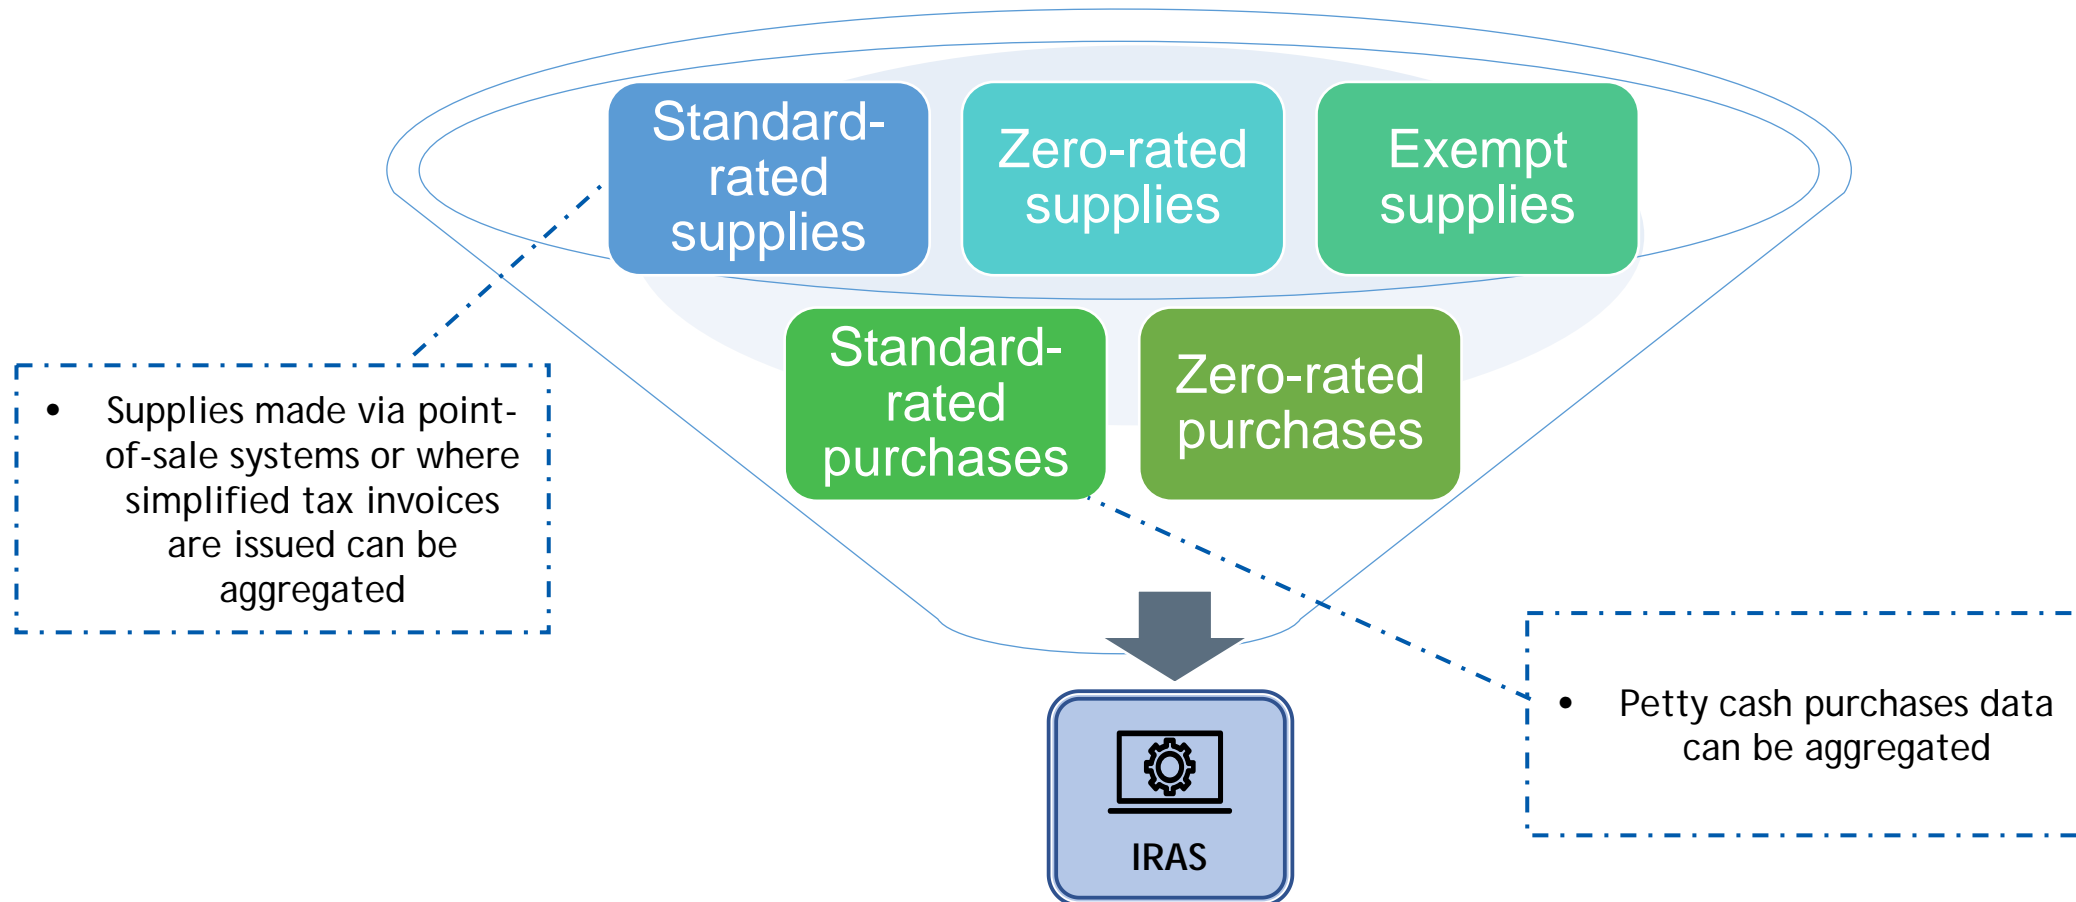 Standard-
rated
supplies
Zero-rated
supplies
Exempt
supplies
Standard-
rated
purchases
Zero-rated
purchases
• Supplies made via point-
of-sale systems or where
simplified tax invoices
are issued can be
aggregated
• Petty cash purchases data
can be aggregated
IRAS